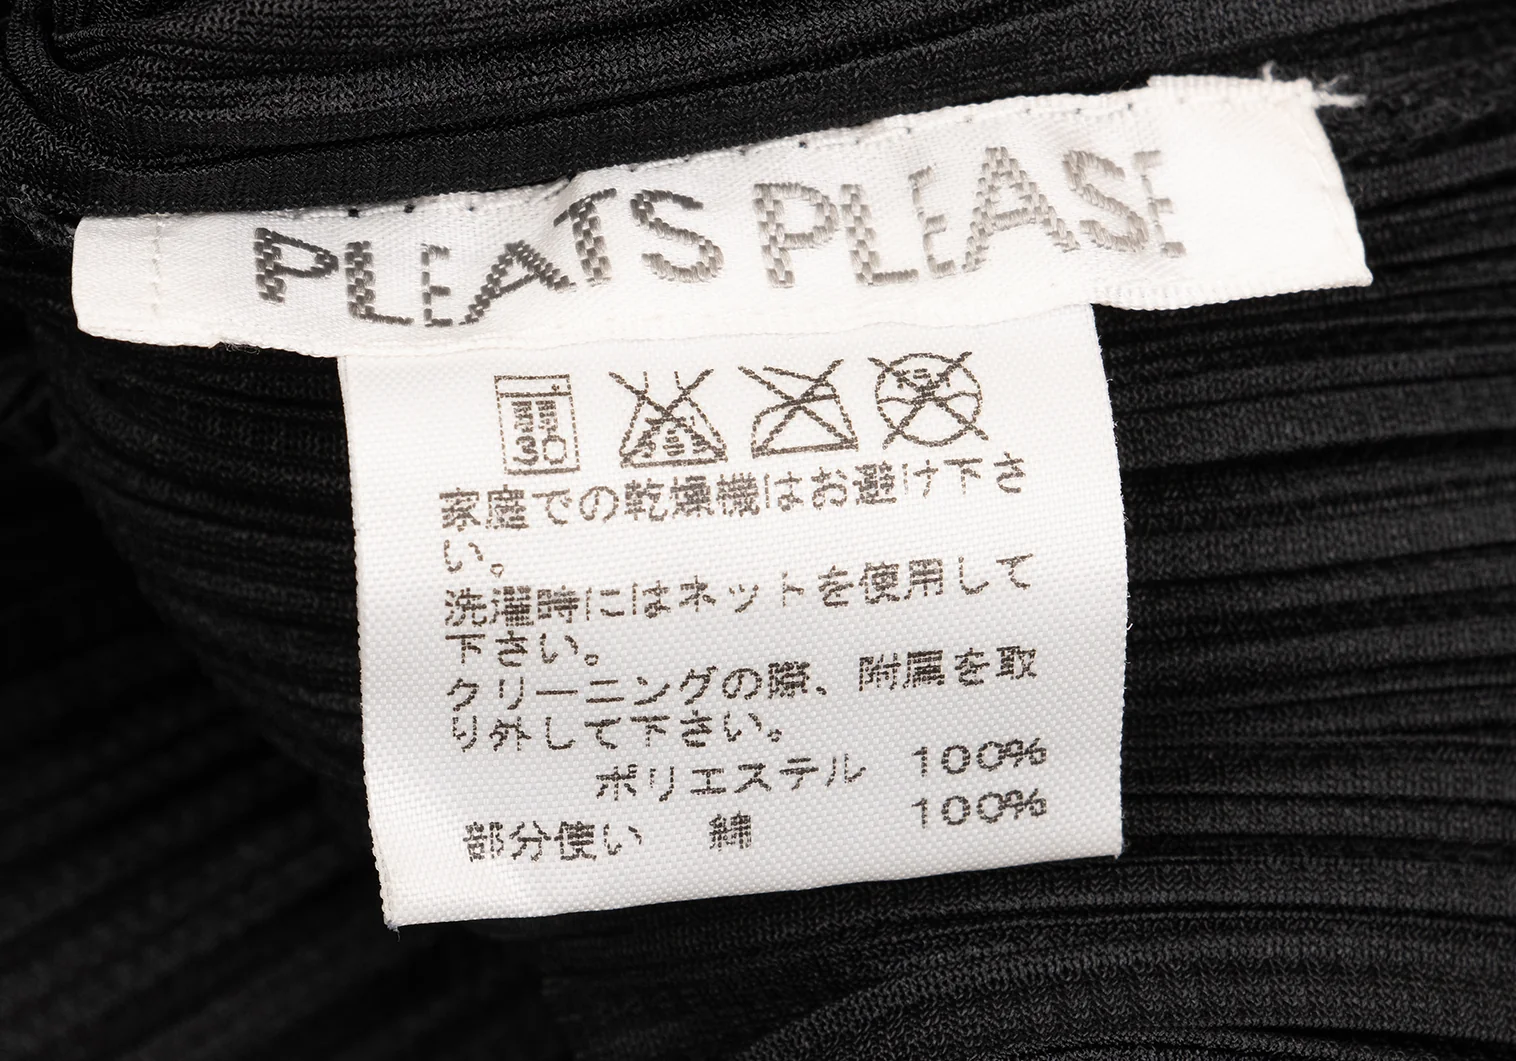 PLEATS PLEASE
30
家庭での乾燥機はお避け下さ
い。
洗濯時にはネットを使用して
下さい。
クリーニングの際、附属を取
り外して下さい。
ポリエステル 100%
部分使い 綿 100%